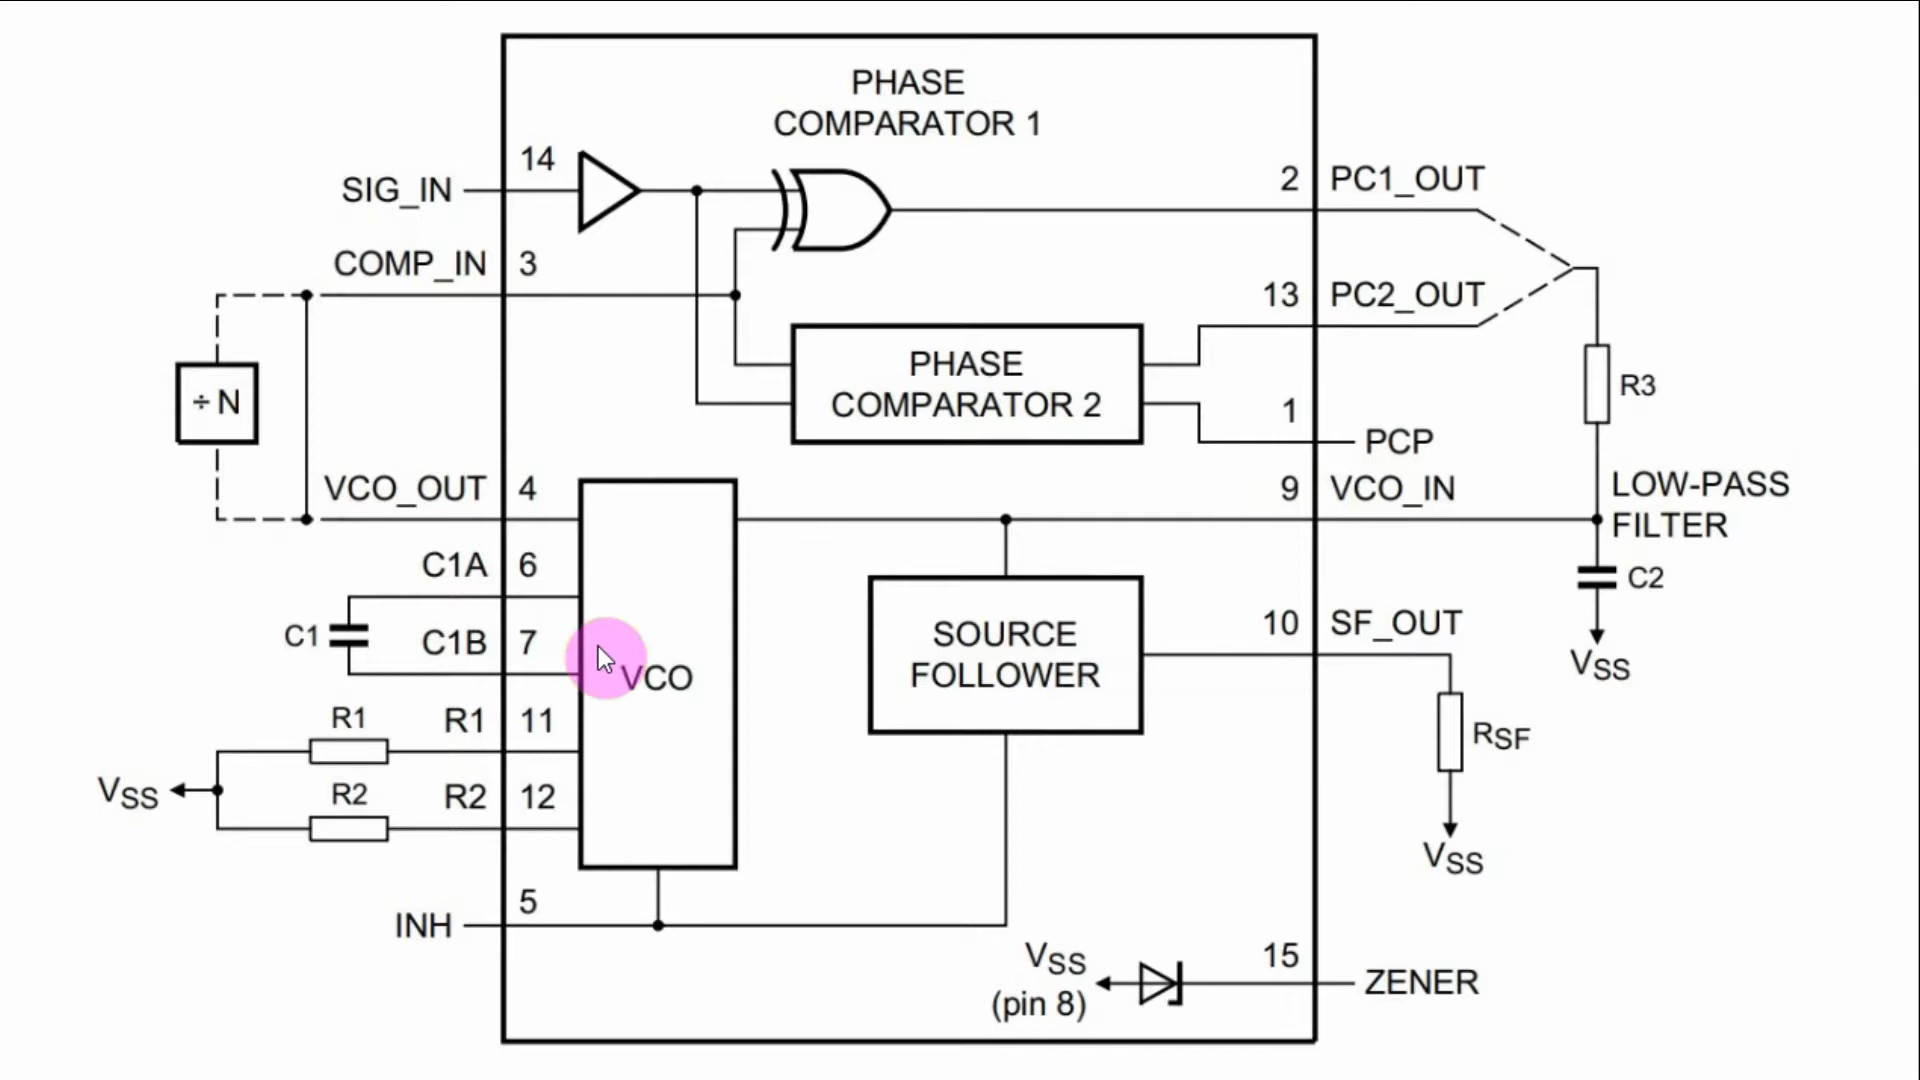 PHASE
COMPARATOR 1
14
SIG_IN
2
PC1_OUT
COMP_IN
3
13
PC2_OUT
÷ N
PHASE
COMPARATOR 2
R3
1
PCP
VCO_OUT
4
9
VCO_IN
LOW-PASS
FILTER
C1A
6
C2
C1
C1B
7
VCO
SOURCE
FOLLOWER
10
SF_OUT
VSS
R1
R1
11
RSF
VSS
R2
R2
12
VSS
INH
5
VSS
(pin 8)
15
ZENER